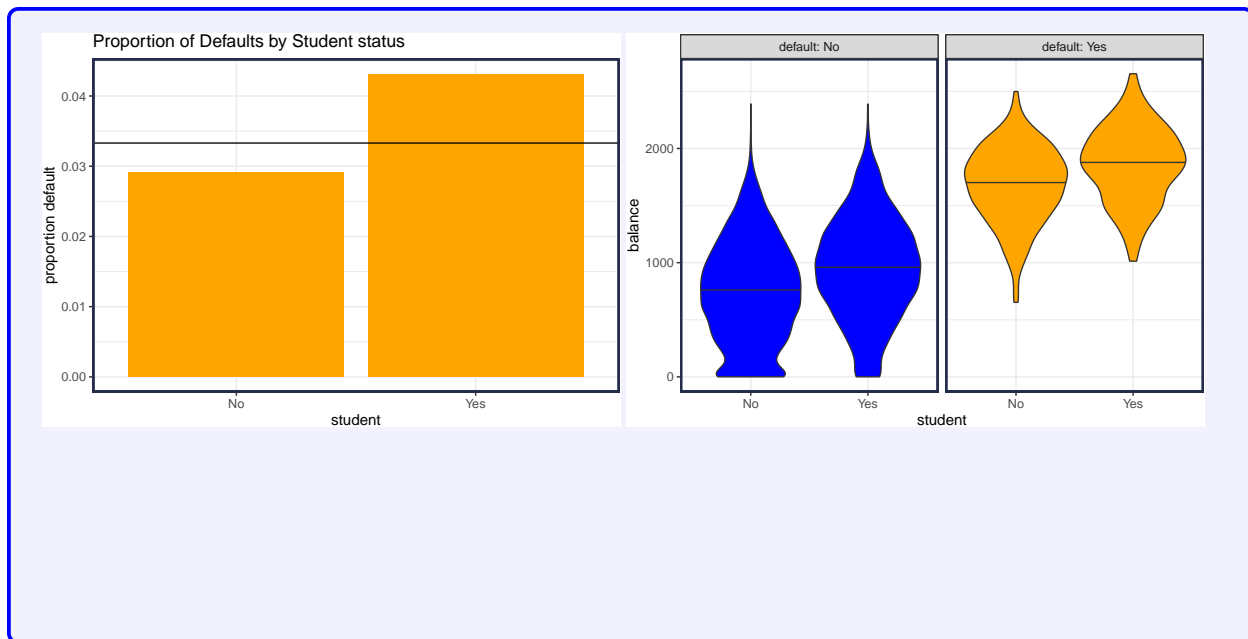 Proportion of Defaults by Student status
proportion default
0.04
0.03
0.02
0.01
0.00
No Yes
student
default: No default: Yes
balance
2000
1000
0
No Yes No Yes
student